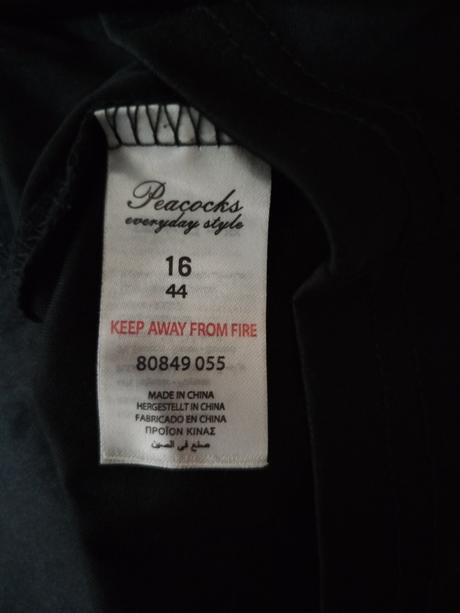 Peacocks
everyday style
16
44
KEEP AWAY FROM FIRE
80849 055
MADE IN CHINA
HERGESTELLT IN CHINA
FABRICADO EN CHINA
ΠΡΟΪΟΝ ΚΙΝΑΣ
صنع في الصين